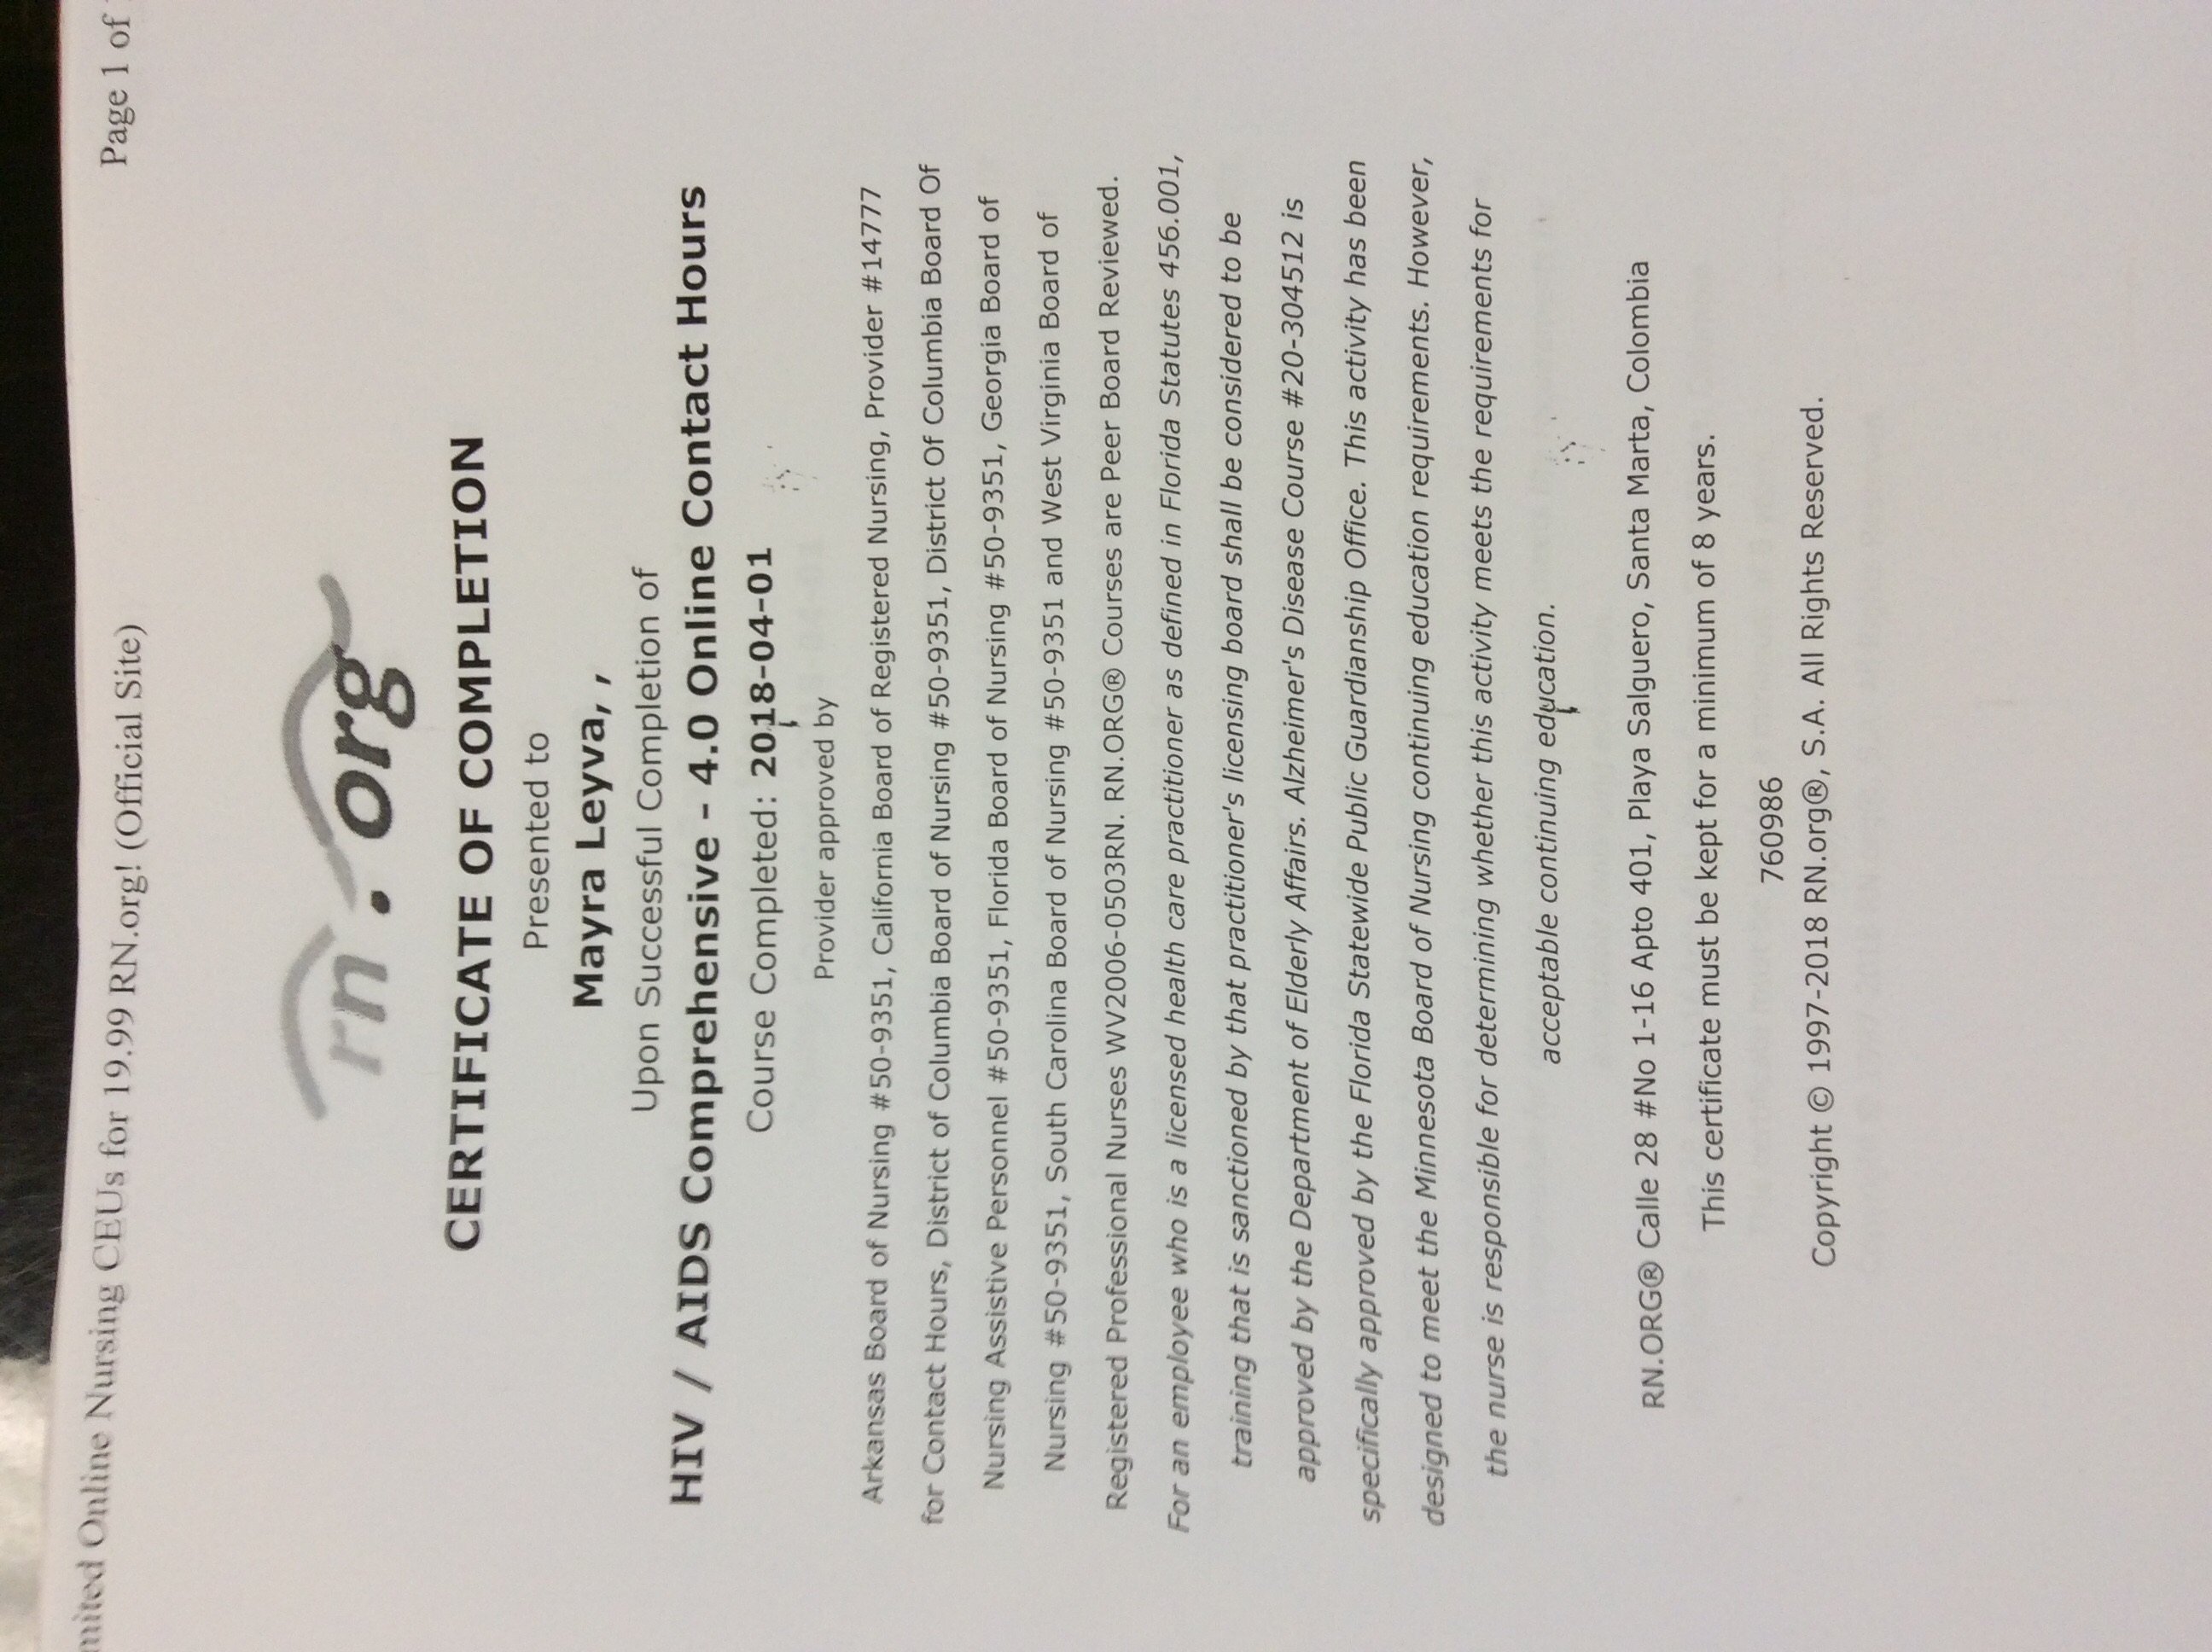 Online Nursing CEUs for 19.99 RN.org! (Official Site)
Page 1 of
rn.org
CERTIFICATE OF COMPLETION
Presented to
Mayra Leyva, ,
Upon Successful Completion of
HIV / AIDS Comprehensive - 4.0 Online Contact Hours
Course Completed: 2018-04-01
Provider approved by
Arkansas Board of Nursing #50-9351, California Board of Registered Nursing, Provider #14777
for Contact Hours, District of Columbia Board of Nursing #50-9351, District Of Columbia Board Of
Nursing Assistive Personnel #50-9351, Florida Board of Nursing #50-9351, Georgia Board of
Nursing #50-9351, South Carolina Board of Nursing #50-9351 and West Virginia Board of
Registered Professional Nurses WV2006-0503RN. RN.ORG® Courses are Peer Board Reviewed.
For an employee who is a licensed health care practitioner as defined in Florida Statutes 456.001,
training that is sanctioned by that practitioner's licensing board shall be considered to be
approved by the Department of Elderly Affairs. Alzheimer's Disease Course #20-304512 is
specifically approved by the Florida Statewide Public Guardianship Office. This activity has been
designed to meet the Minnesota Board of Nursing continuing education requirements. However,
the nurse is responsible for determining whether this activity meets the requirements for
acceptable continuing education.
RN.ORG® Calle 28 #No 1-16 Apto 401, Playa Salguero, Santa Marta, Colombia
This certificate must be kept for a minimum of 8 years.
760986
Copyright © 1997-2018 RN.org®, S.A. All Rights Reserved.